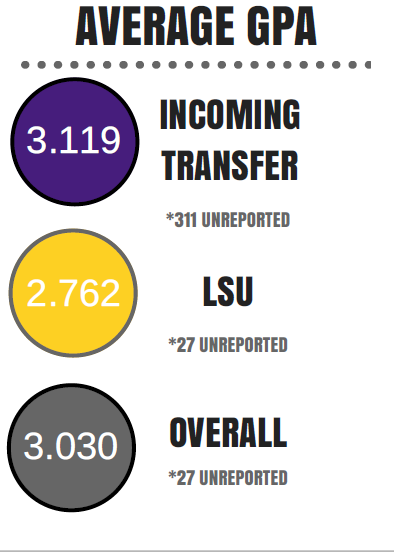 AVERAGE GPA
3.119
INCOMING
TRANSFER
*311 UNREPORTED
2.762
LSU
*27 UNREPORTED
3.030
OVERALL
*27 UNREPORTED